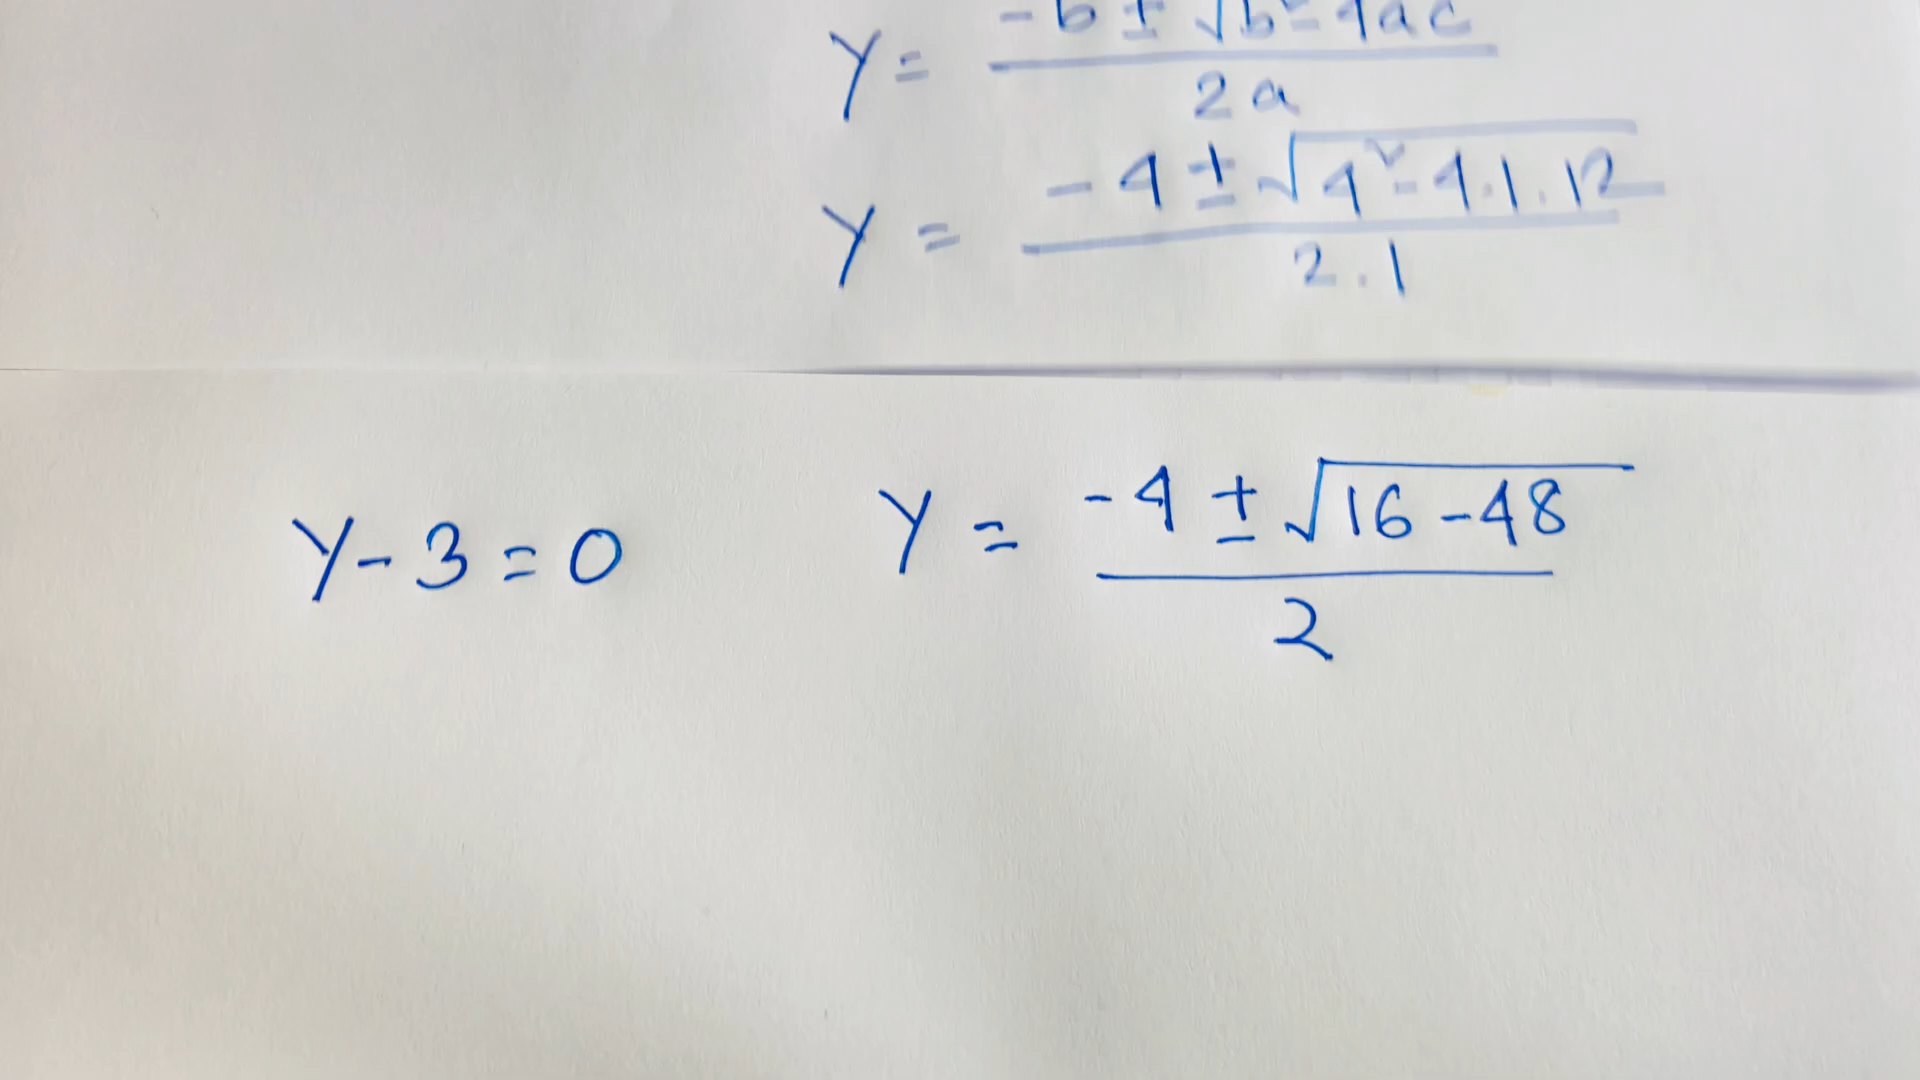 Y = (-b ± √b²-4ac) / 2a
Y = (-4 ± √4²-4.1.12) / 2.1
Y-3=0
Y = (-4 ± √16-48) / 2